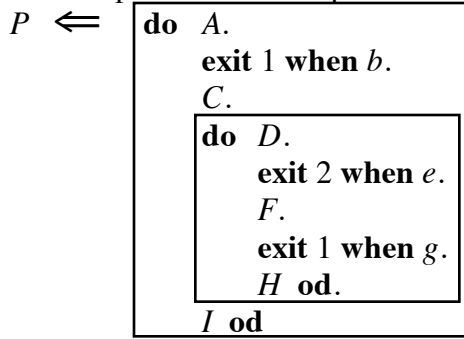 P ⇐ do A.
exit 1 when b.
C.
do D.
exit 2 when e.
F.
exit 1 when g.
H od.
I od